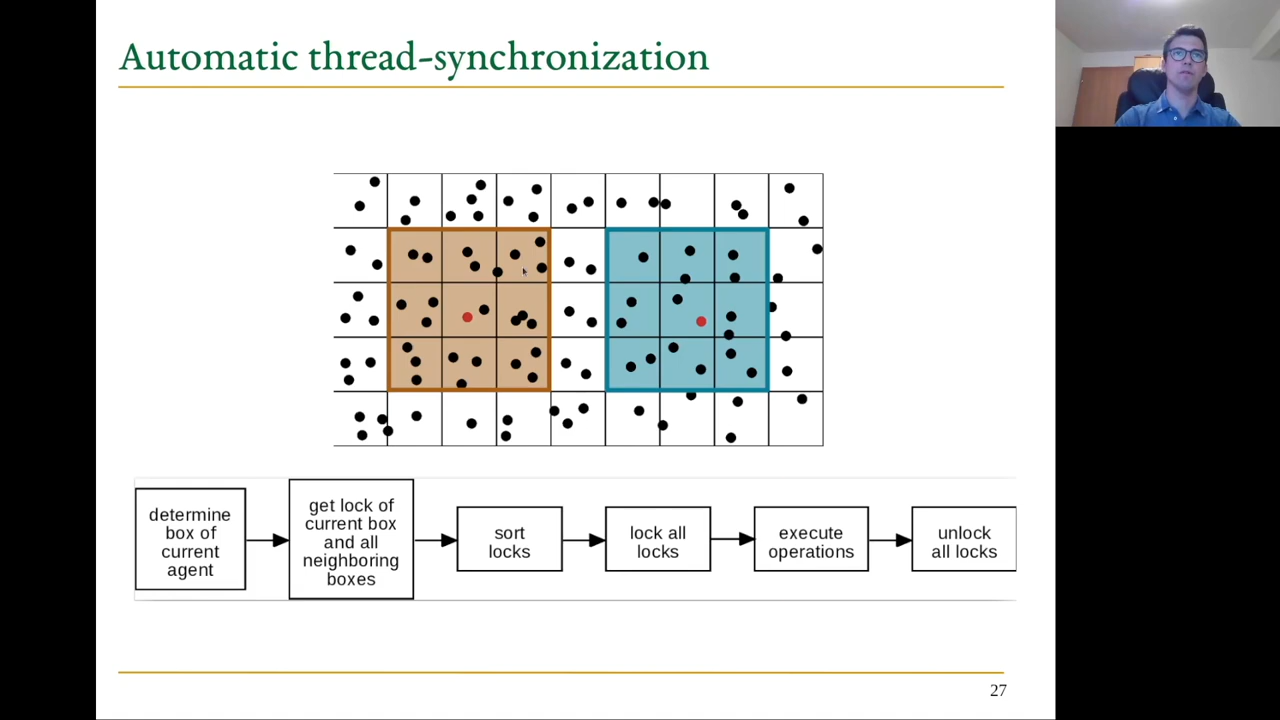 Automatic thread-synchronization
determine
box of
current
agent
get lock of
current box
and all
neighboring
boxes
sort
locks
lock all
locks
execute
operations
unlock
all locks
27